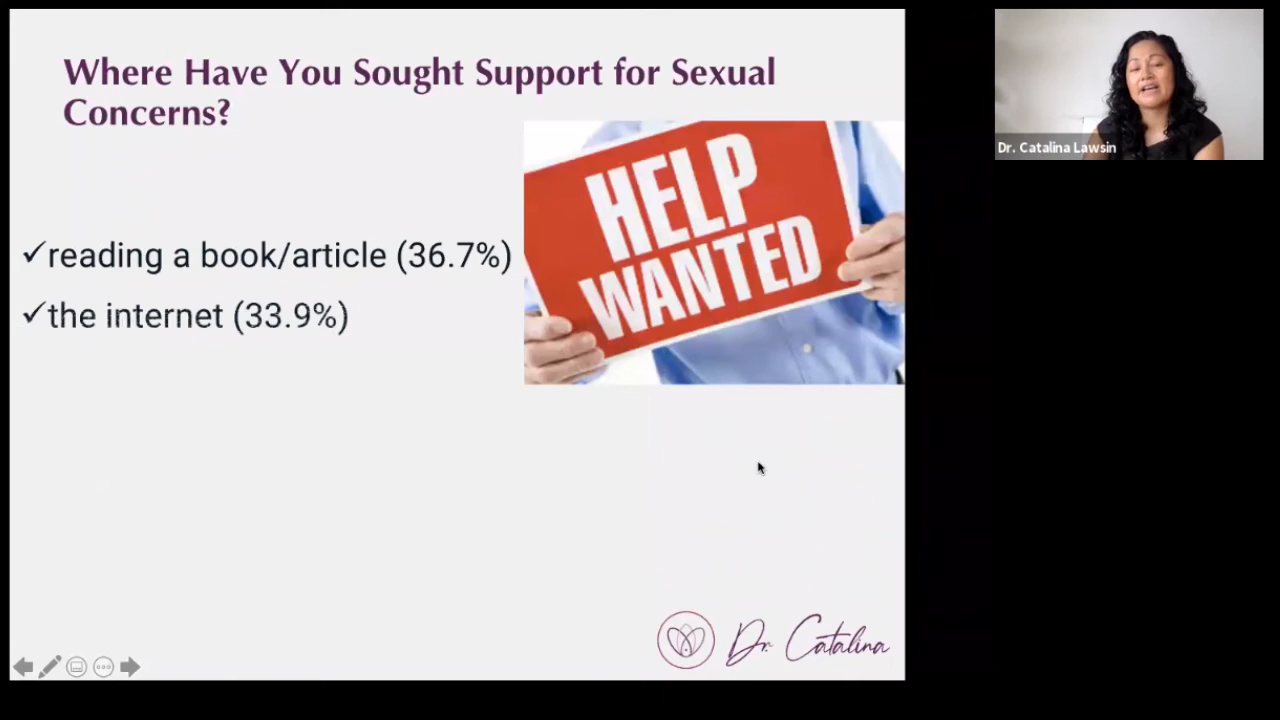 Where Have You Sought Support for Sexual
Concerns?
HELP
WANTED
✓reading a book/article (36.7%)
✓the internet (33.9%)
Dr. Catalina
Dr. Catalina Lawsin